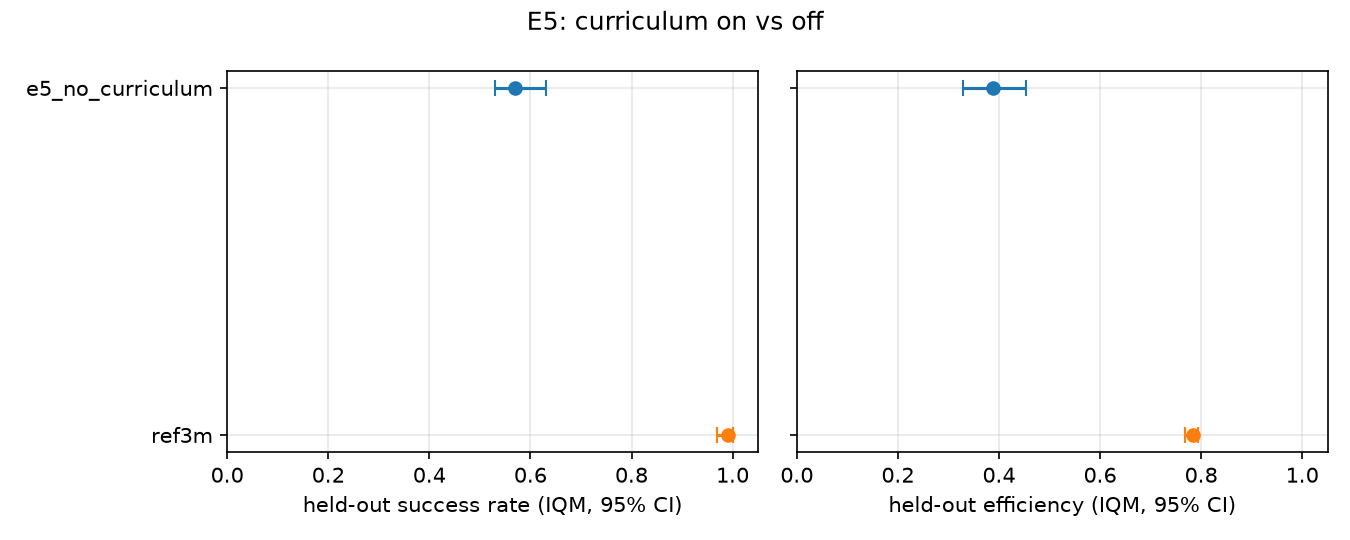 E5: curriculum on vs off
e5_no_curriculum
ref3m
0.0 0.2 0.4 0.6 0.8 1.0
held-out success rate (IQM, 95% CI)
0.0 0.2 0.4 0.6 0.8 1.0
held-out efficiency (IQM, 95% CI)